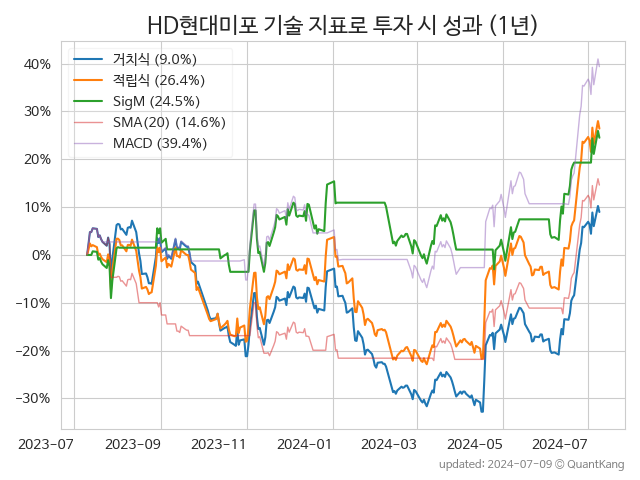 HD현대미포 기술 지표로 투자 시 성과 (1년)
거치식 (9.0%)
적립식 (26.4%)
SigM (24.5%)
SMA(20) (14.6%)
MACD (39.4%)
40%
30%
20%
10%
0%
−10%
−20%
−30%
2023-07 2023-09 2023-11 2024-01 2024-03 2024-05 2024-07
updated: 2024-07-09 © QuantKang